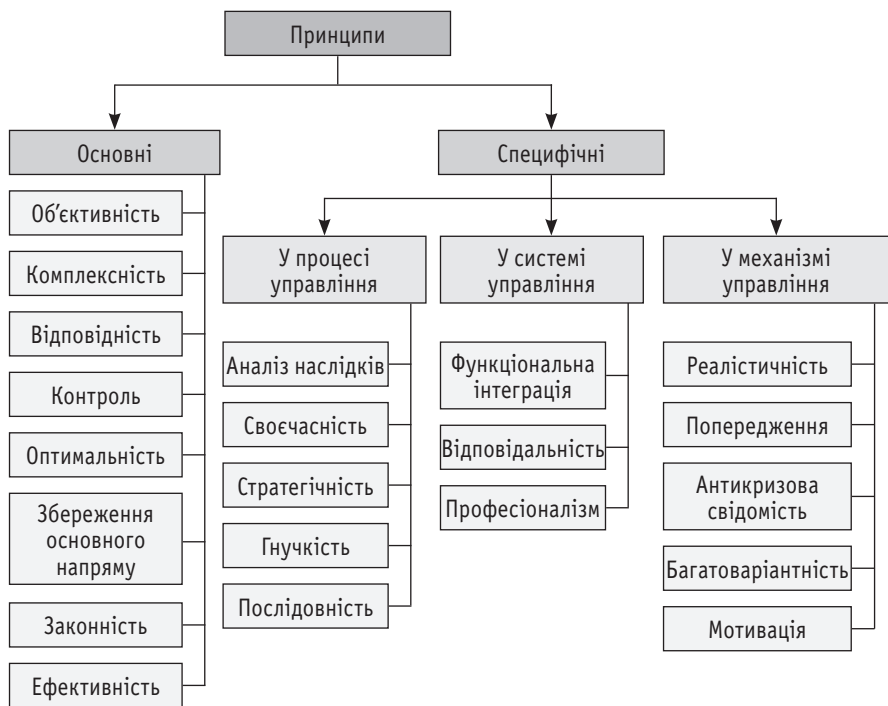 Принципи
Основні
Специфічні
Об’єктивність
Комплексність
Відповідність
Контроль
Оптимальність
Збереження
основного
напряму
Законність
Ефективність
У процесі
управління
Аналіз наслідків
Своєчасність
Стратегічність
Гнучкість
Послідовність
У системі
управління
Функціональна
інтеграція
Відповідальність
Професіоналізм
У механізмі
управління
Реалістичність
Попередження
Антикризова
свідомість
Багатоваріантність
Мотивація